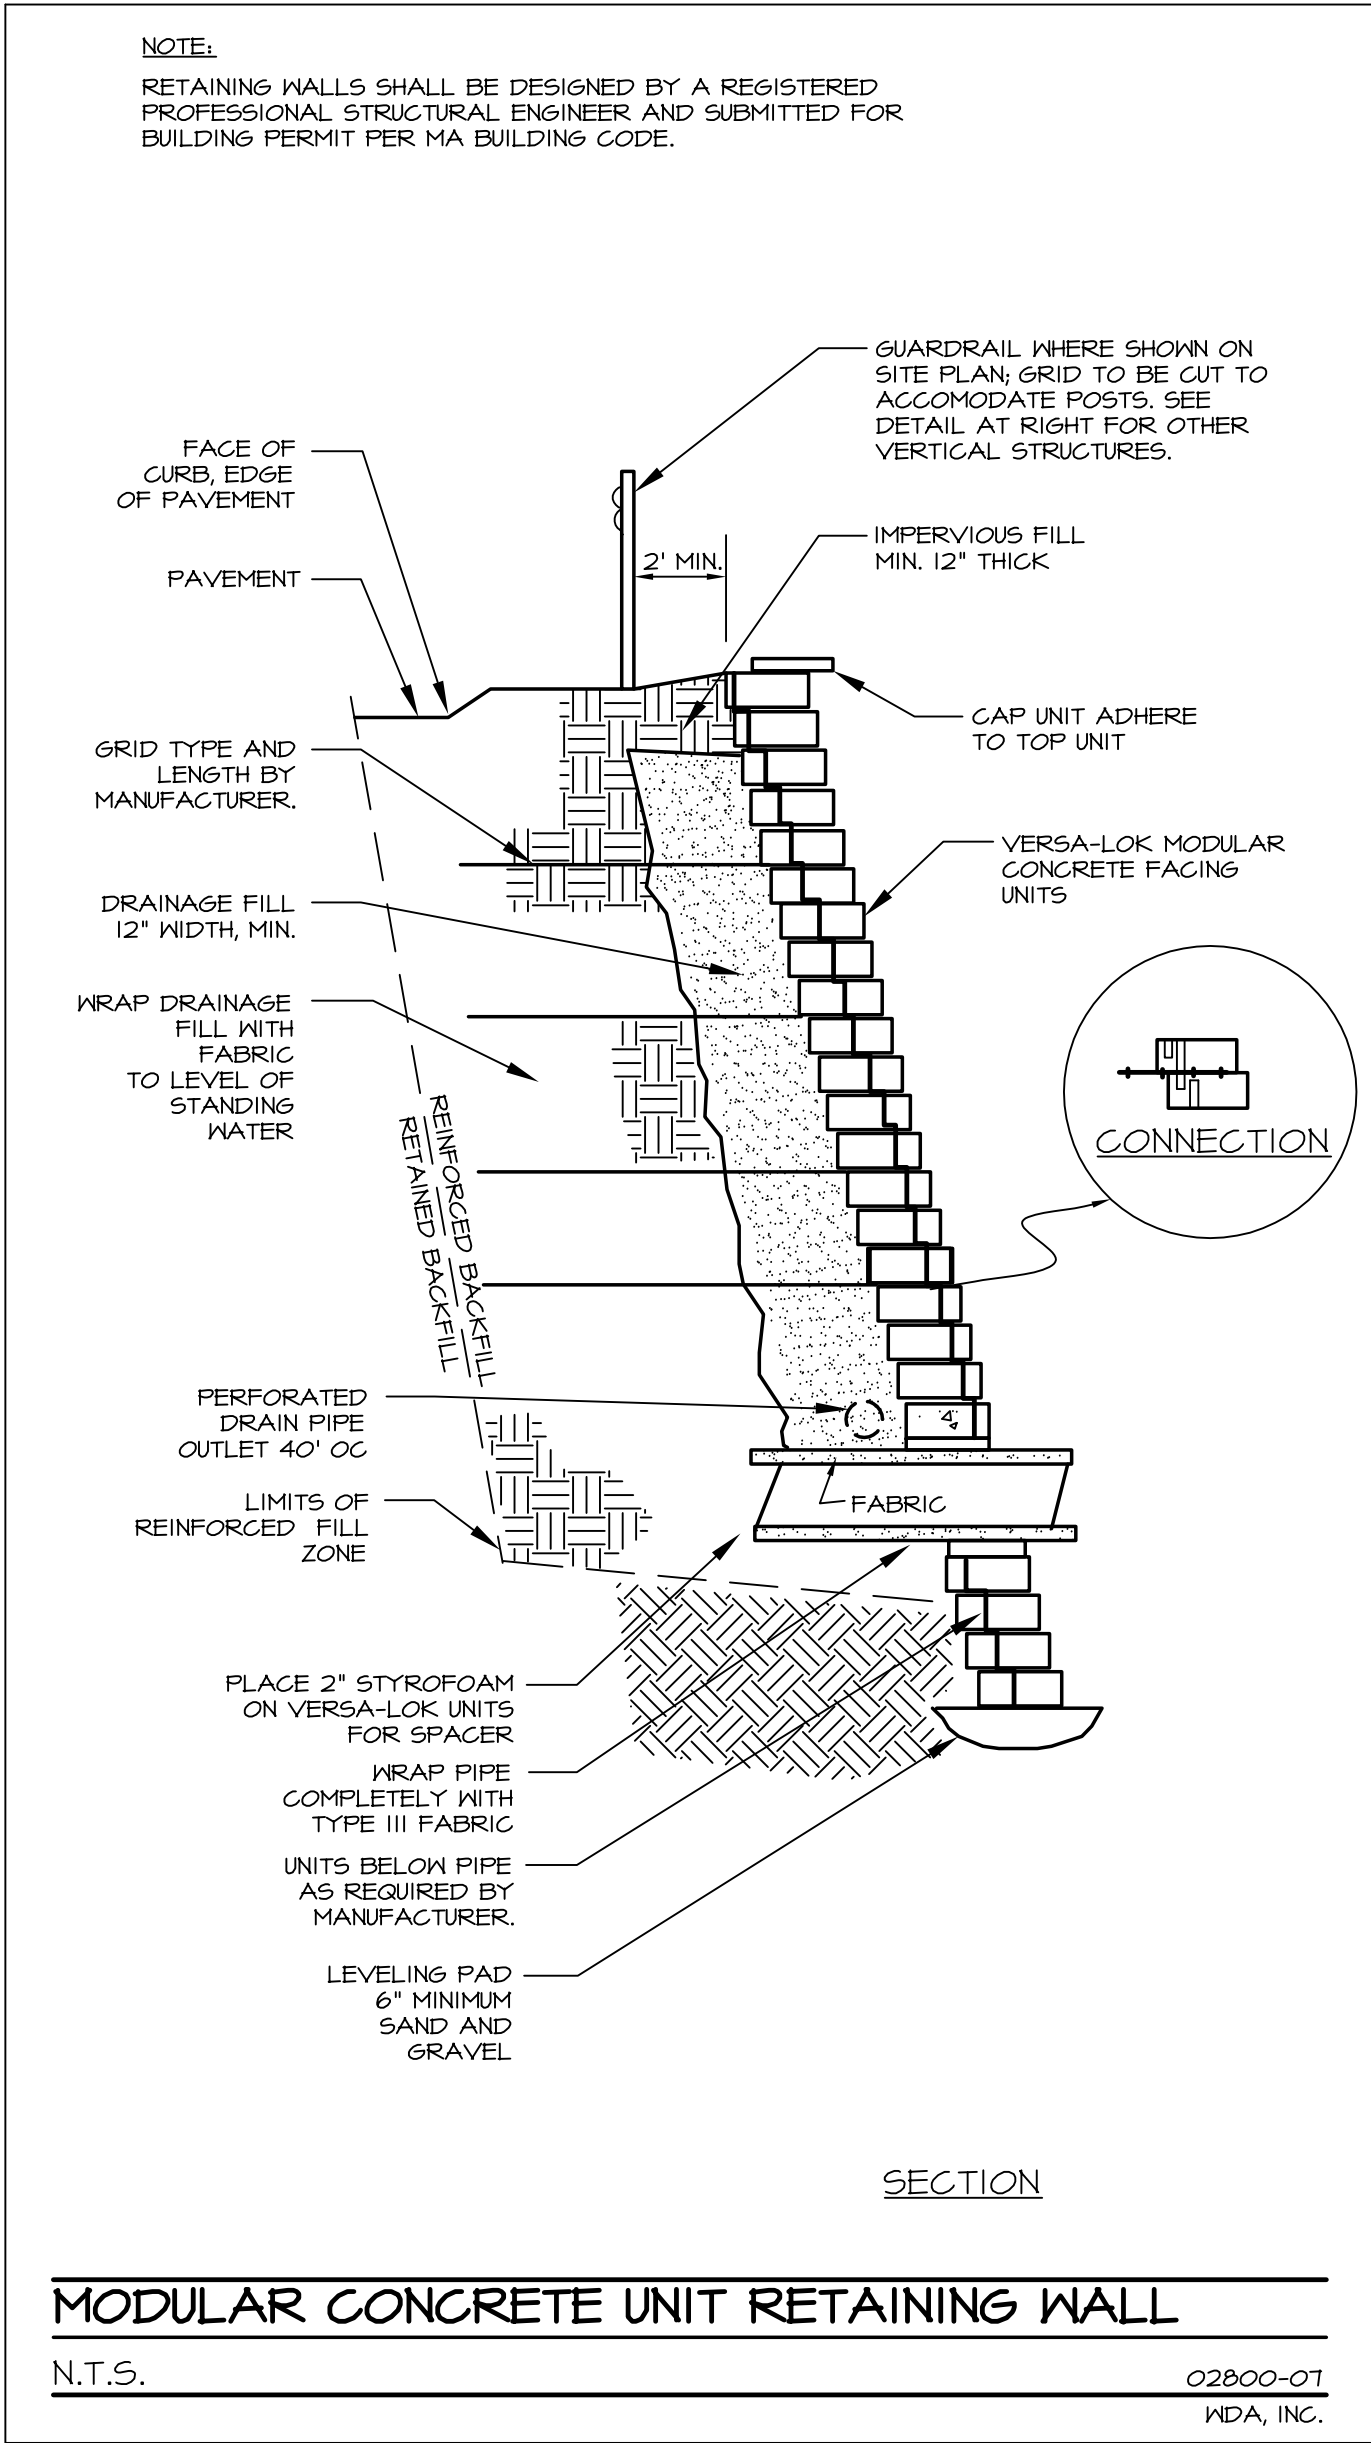 NOTE:
RETAINING WALLS SHALL BE DESIGNED BY A REGISTERED
PROFESSIONAL STRUCTURAL ENGINEER AND SUBMITTED FOR
BUILDING PERMIT PER MA BUILDING CODE.
GUARDRAIL WHERE SHOWN ON
SITE PLAN; GRID TO BE CUT TO
ACCOMODATE POSTS. SEE
DETAIL AT RIGHT FOR OTHER
VERTICAL STRUCTURES.
FACE OF
CURB, EDGE
OF PAVEMENT
IMPERVIOUS FILL
MIN. 12" THICK
2' MIN.
PAVEMENT
CAP UNIT ADHERE
TO TOP UNIT
GRID TYPE AND
LENGTH BY
MANUFACTURER.
VERSA-LOK MODULAR
CONCRETE FACING
UNITS
DRAINAGE FILL
12" WIDTH, MIN.
WRAP DRAINAGE
FILL WITH
FABRIC
TO LEVEL OF
STANDING
WATER
CONNECTION
REINFORCED BACKFILL
RETAINED BACKFILL
PERFORATED
DRAIN PIPE
OUTLET 40' OC
FABRIC
LIMITS OF
REINFORCED FILL
ZONE
PLACE 2" STYROFOAM
ON VERSA-LOK UNITS
FOR SPACER
WRAP PIPE
COMPLETELY WITH
TYPE III FABRIC
UNITS BELOW PIPE
AS REQUIRED BY
MANUFACTURER.
LEVELING PAD
6" MINIMUM
SAND AND
GRAVEL
SECTION
MODULAR CONCRETE UNIT RETAINING WALL
N.T.S.
02800-07
WDA, INC.